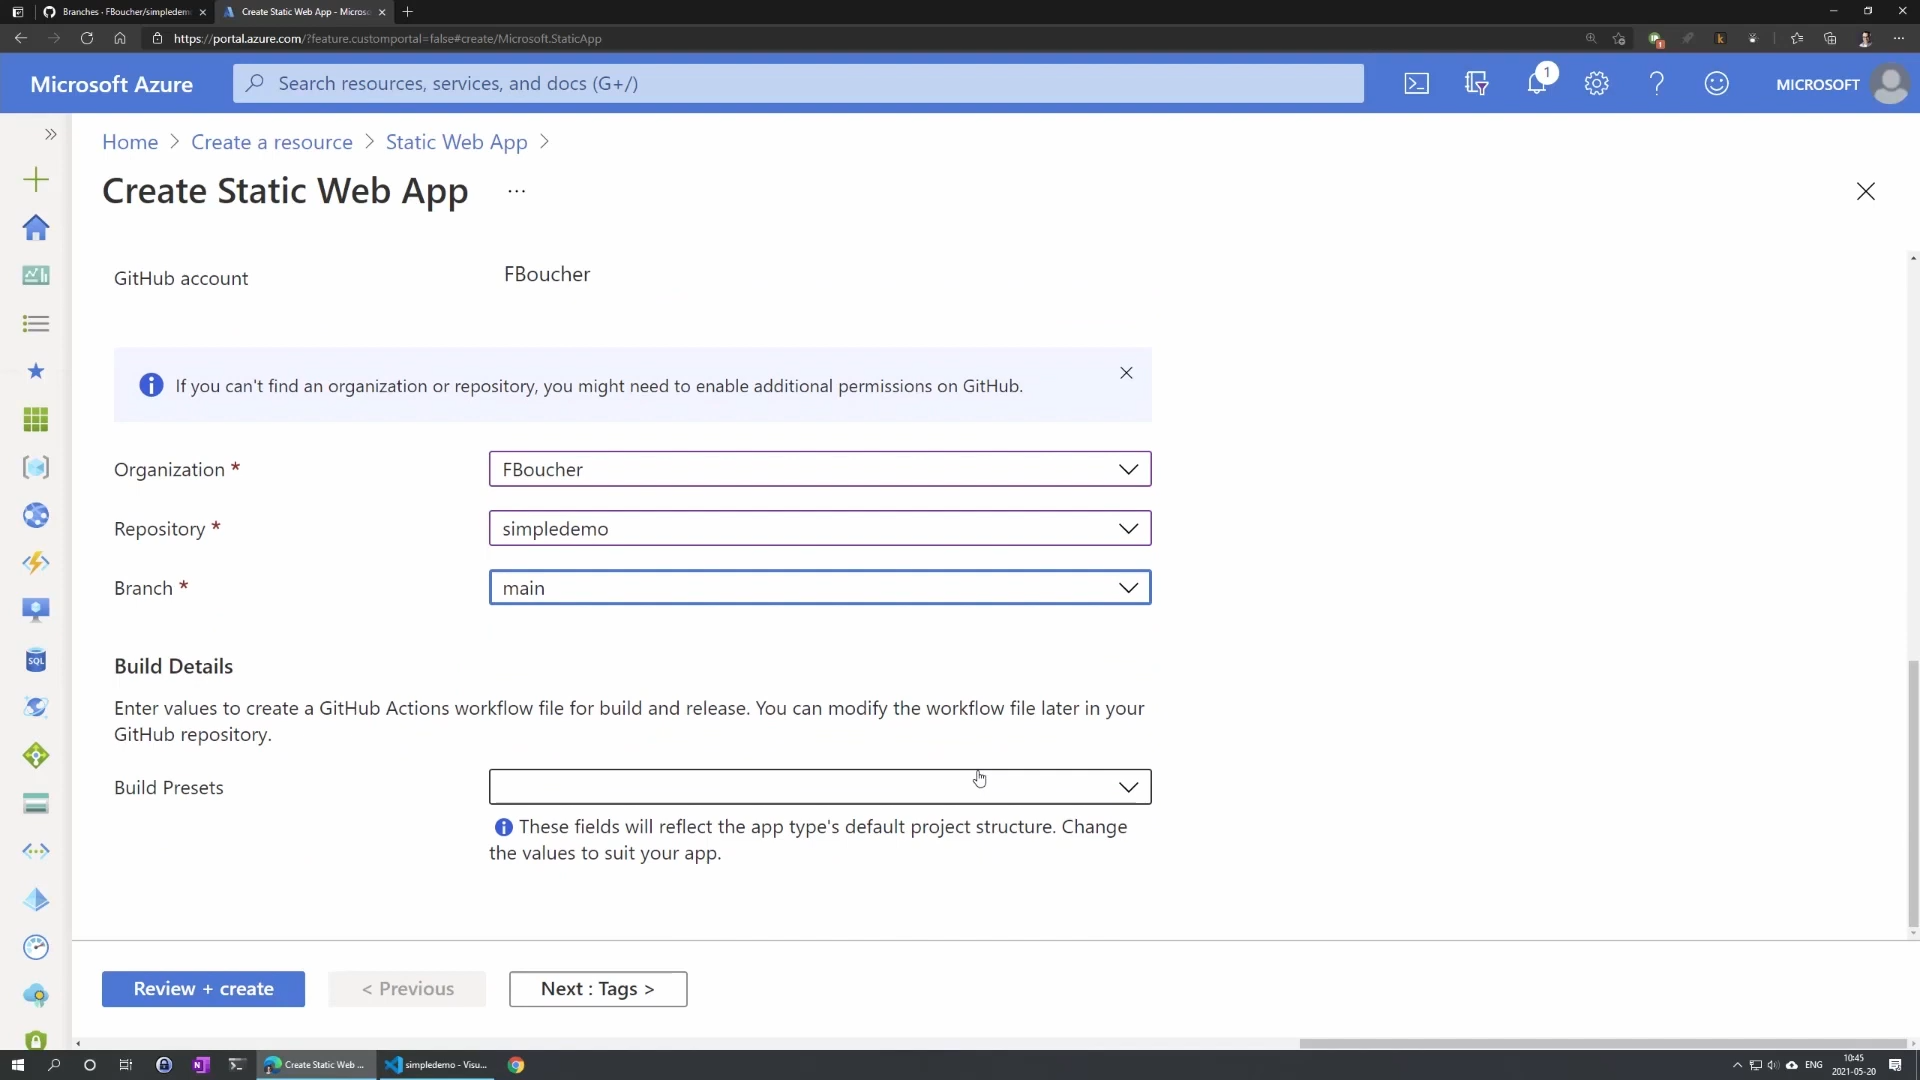 Branches · FBoucher/simpledem
Create Static Web App - Micros
https://portal.azure.com/?feature.customportal=false#create/Microsoft.StaticApp
Microsoft Azure
Search resources, services, and docs (G+/)
1
MICROSOFT
Home > Create a resource > Static Web App >
Create Static Web App ...
GitHub account
FBoucher
If you can't find an organization or repository, you might need to enable additional permissions on GitHub.
Organization *
FBoucher
Repository *
simpledemo
Branch *
main
Build Details
Enter values to create a GitHub Actions workflow file for build and release. You can modify the workflow file later in your
GitHub repository.
Build Presets
These fields will reflect the app type's default project structure. Change
the values to suit your app.
SQL
Review + create
< Previous
Next : Tags >
Create Static Web ...
simpledemo - Visu...
ENG
10:45
2021-05-20